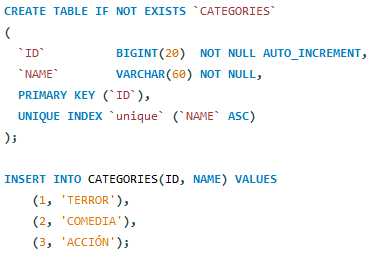 CREATE TABLE IF NOT EXISTS `CATEGORIES`
(
  `ID`          BIGINT(20)  NOT NULL AUTO_INCREMENT,
  `NAME`        VARCHAR(60) NOT NULL,
  PRIMARY KEY (`ID`),
  UNIQUE INDEX `unique` (`NAME` ASC)
);

INSERT INTO CATEGORIES(ID, NAME) VALUES
    (1, 'TERROR'),
    (2, 'COMEDIA'),
    (3, 'ACCIÓN');